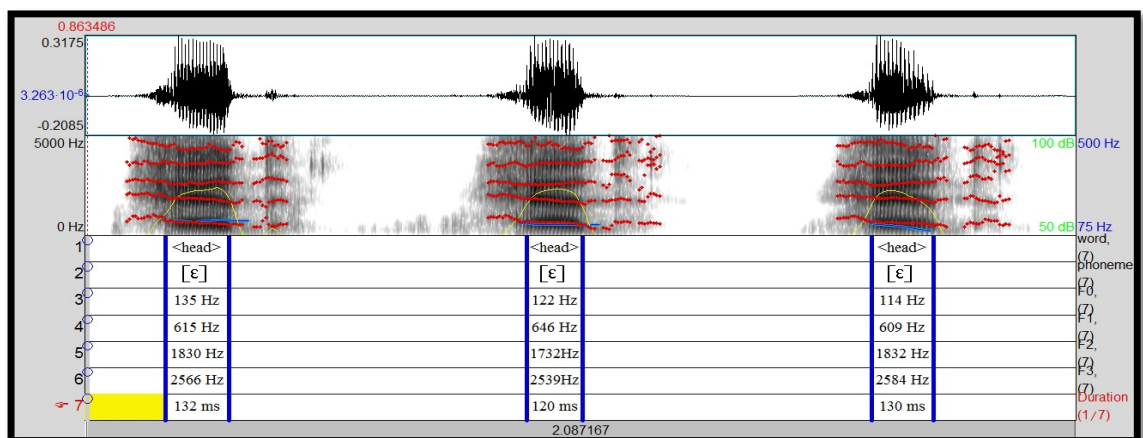 0.863486
0.3175
3.263·10-6
-0.2085
5000 Hz 100 dB 500 Hz
0 Hz 50 dB 75 Hz
1 <head> <head> <head> word, (7)
2 [ɛ] [ɛ] [ɛ] phoneme (7)
3 135 Hz 122 Hz 114 Hz F0, (7)
4 615 Hz 646 Hz 609 Hz F1, (7)
5 1830 Hz 1732Hz 1832 Hz F2, (7)
6 2566 Hz 2539Hz 2584 Hz F3, (7)
☞ 7 132 ms 120 ms 130 ms Duration (1/7)
2.087167